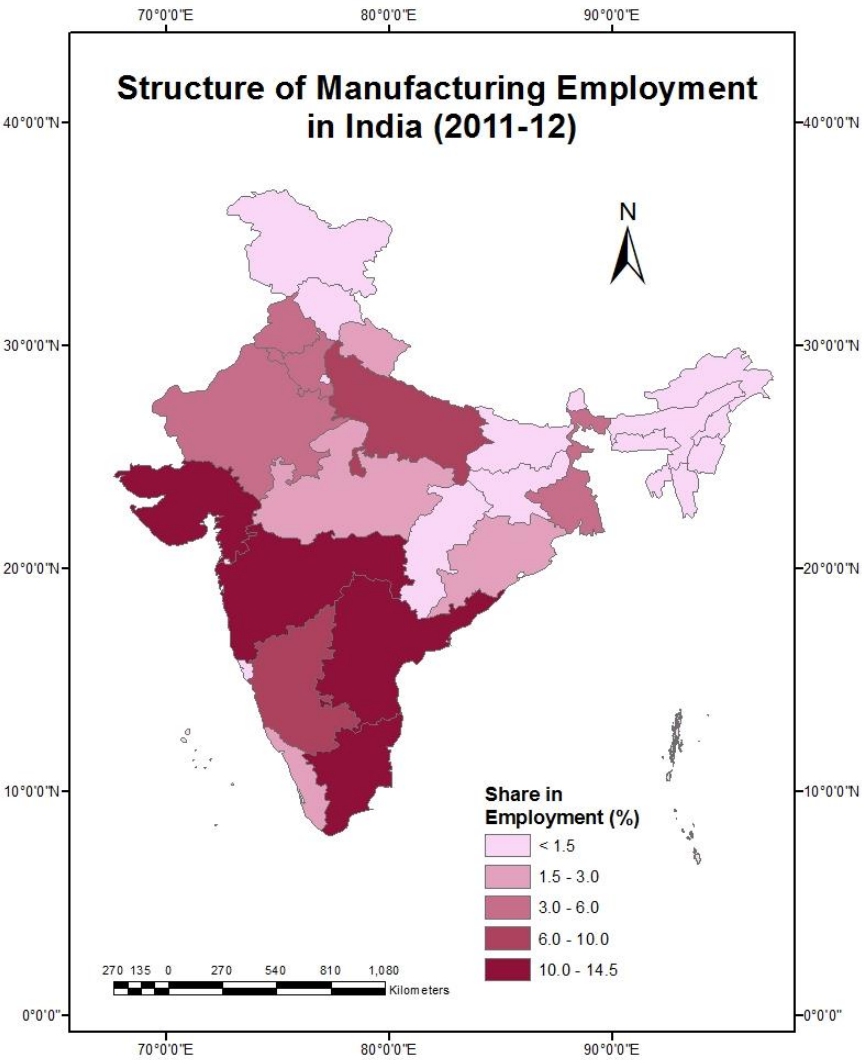 70°0'0"E 80°0'0"E 90°0'0"E
Structure of Manufacturing Employment
in India (2011-12)
40°0'0"N 40°0'0"N
N
30°0'0"N 30°0'0"N
20°0'0"N 20°0'0"N
10°0'0"N 10°0'0"N
Share in
Employment (%)
< 1.5
1.5 - 3.0
3.0 - 6.0
6.0 - 10.0
10.0 - 14.5
270 135 0 270 540 810 1,080
Kilometers
0°0'0" 0°0'0"
70°0'0"E 80°0'0"E 90°0'0"E